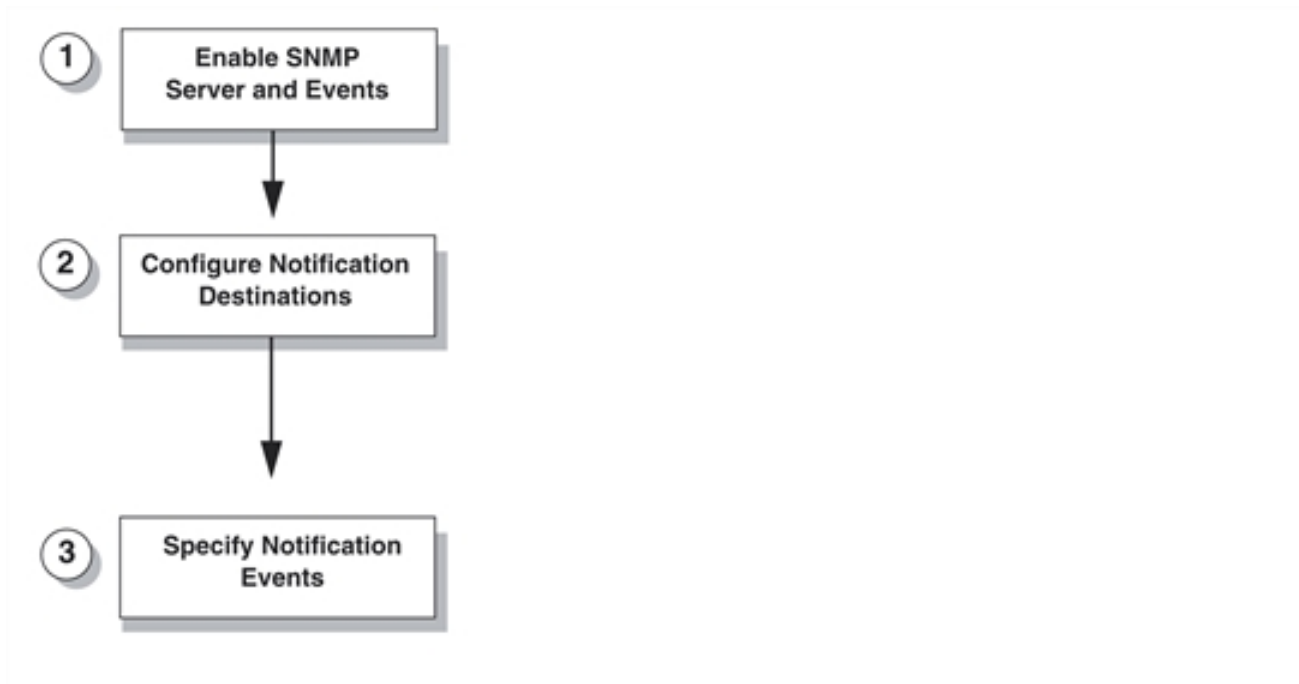 1
Enable SNMP
Server and Events
2
Configure Notification
Destinations
3
Specify Notification
Events